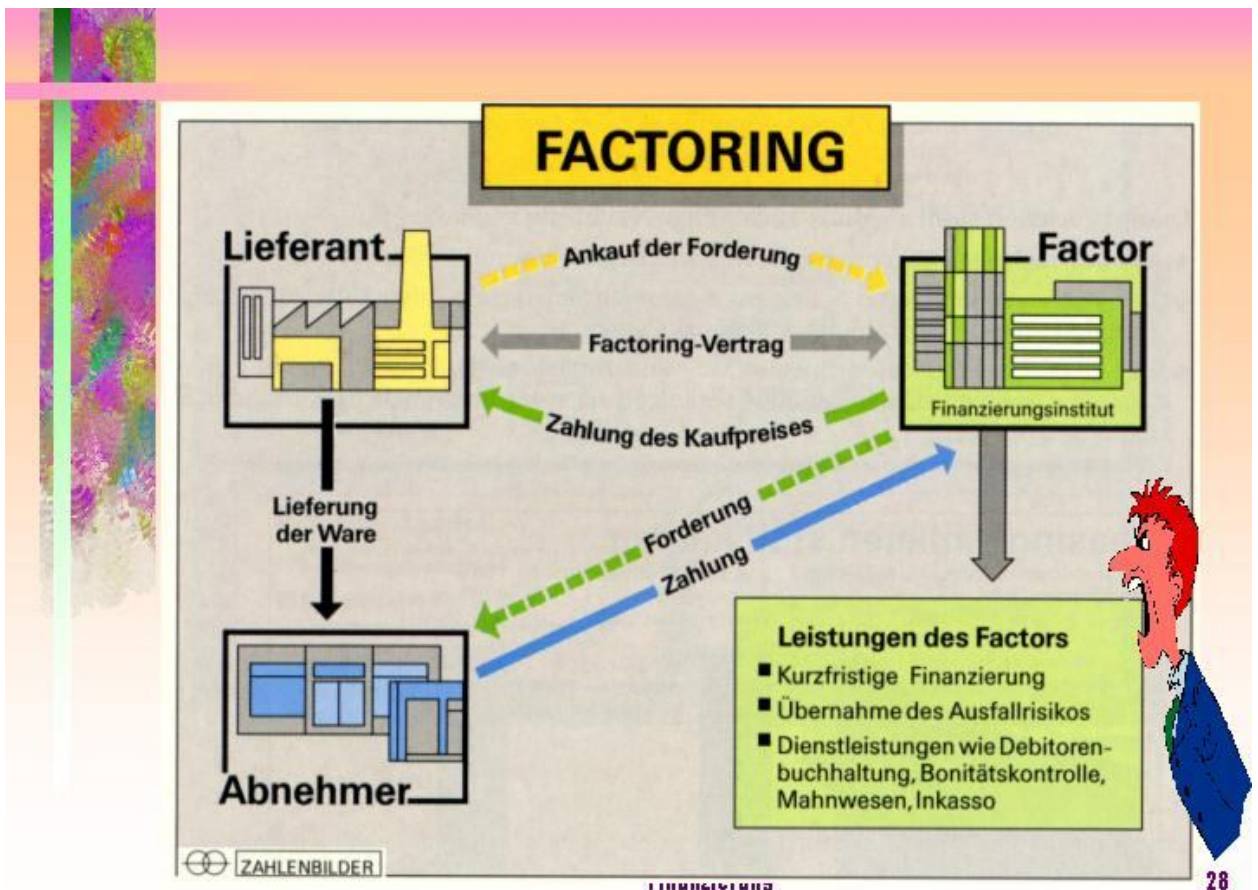 FACTORING
Lieferant
Ankauf der Forderung
Factor
Factoring-Vertrag
Finanzierungsinstitut
Zahlung des Kaufpreises
Lieferung
der Ware
Forderung
Zahlung
Leistungen des Factors
■ Kurzfristige Finanzierung
■ Übernahme des Ausfallrisikos
■ Dienstleistungen wie Debitoren-
buchhaltung, Bonitätskontrolle,
Mahnwesen, Inkasso
Abnehmer
ZAHLENBILDER
Finanzierung
28